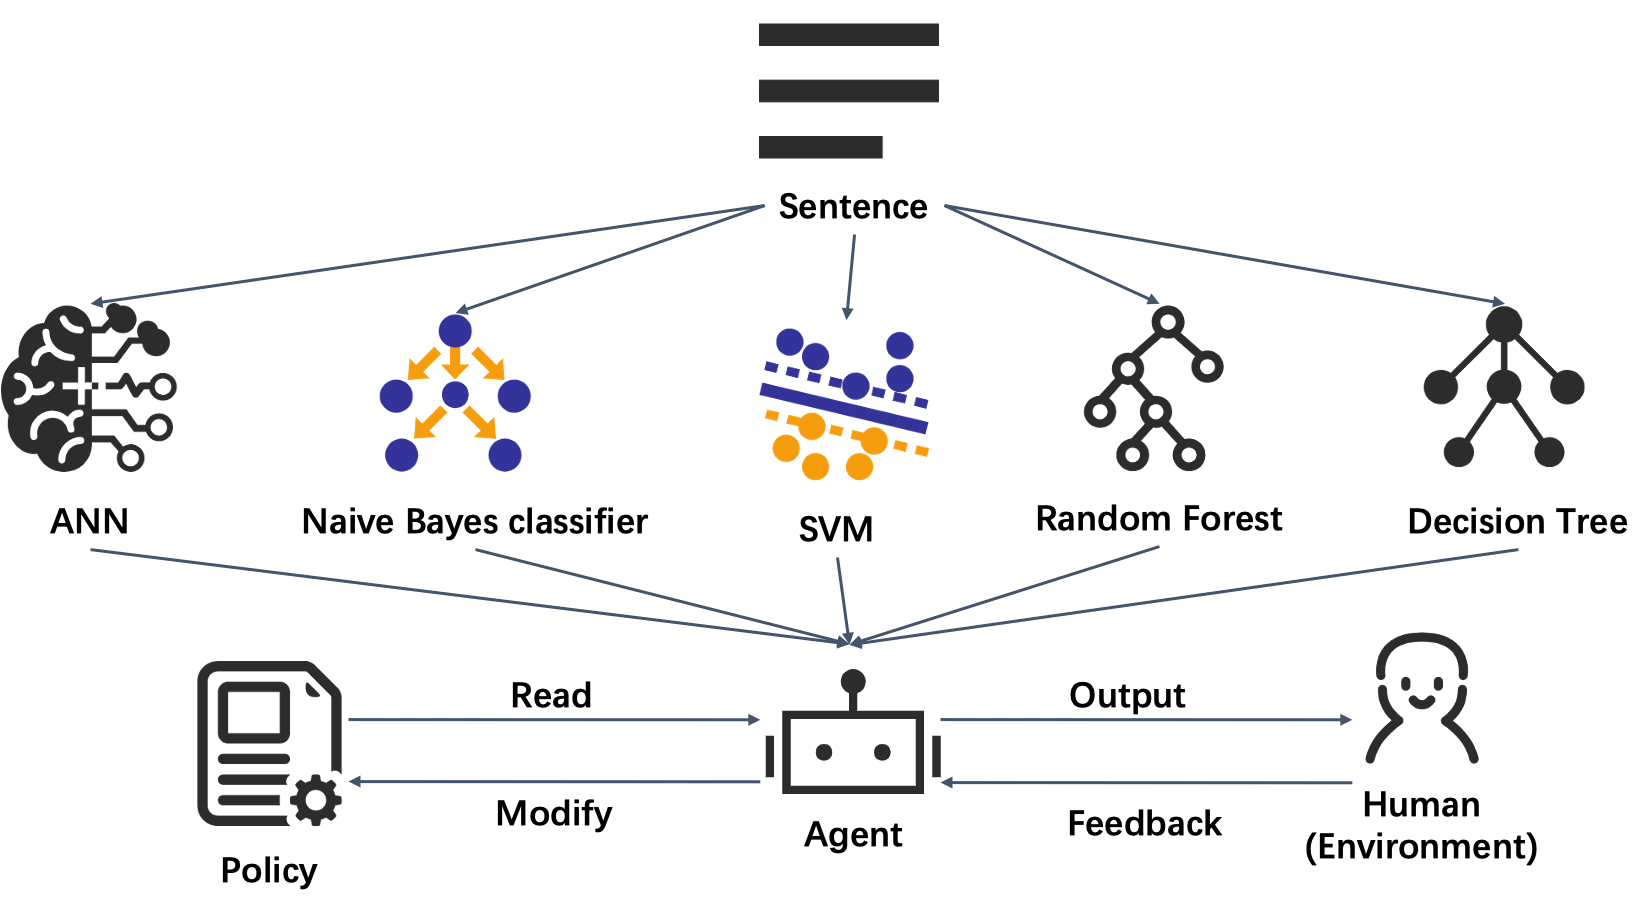 Sentence
ANN
Naive Bayes classifier
SVM
Random Forest
Decision Tree
Read
Output
Modify
Feedback
Policy
Agent
Human
(Environment)